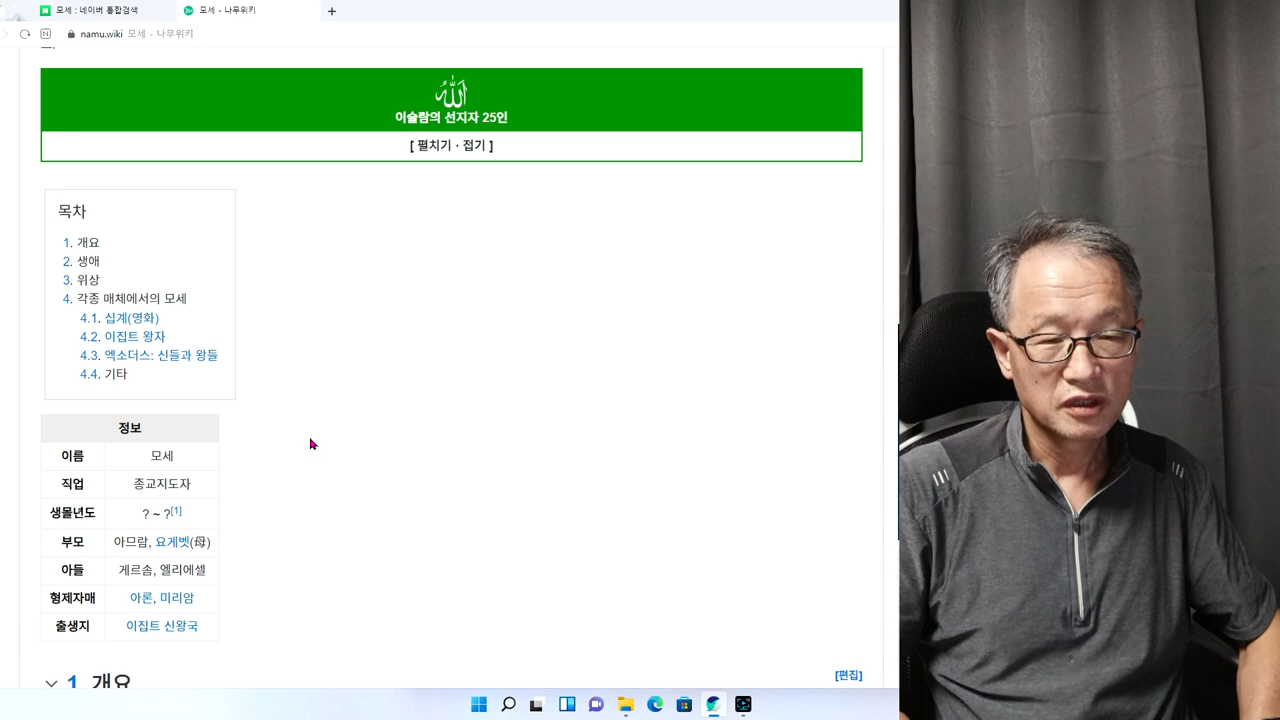 모세 : 네이버 통합검색
모세 - 나무위키
namu.wiki 모세 - 나무위키
الله
이슬람의 선지자 25인
[ 펼치기 · 접기 ]
목차
1. 개요
2. 생애
3. 위상
4. 각종 매체에서의 모세
4.1. 십계(영화)
4.2. 이집트 왕자
4.3. 엑소더스: 신들과 왕들
4.4. 기타
정보
이름 모세
직업 종교지도자
생몰년도 ? ~ ?[1]
부모 아므람, 요게벳(母)
아들 게르솜, 엘리에셀
형제자매 아론, 미리암
출생지 이집트 신왕국
1. 개요
[편집]